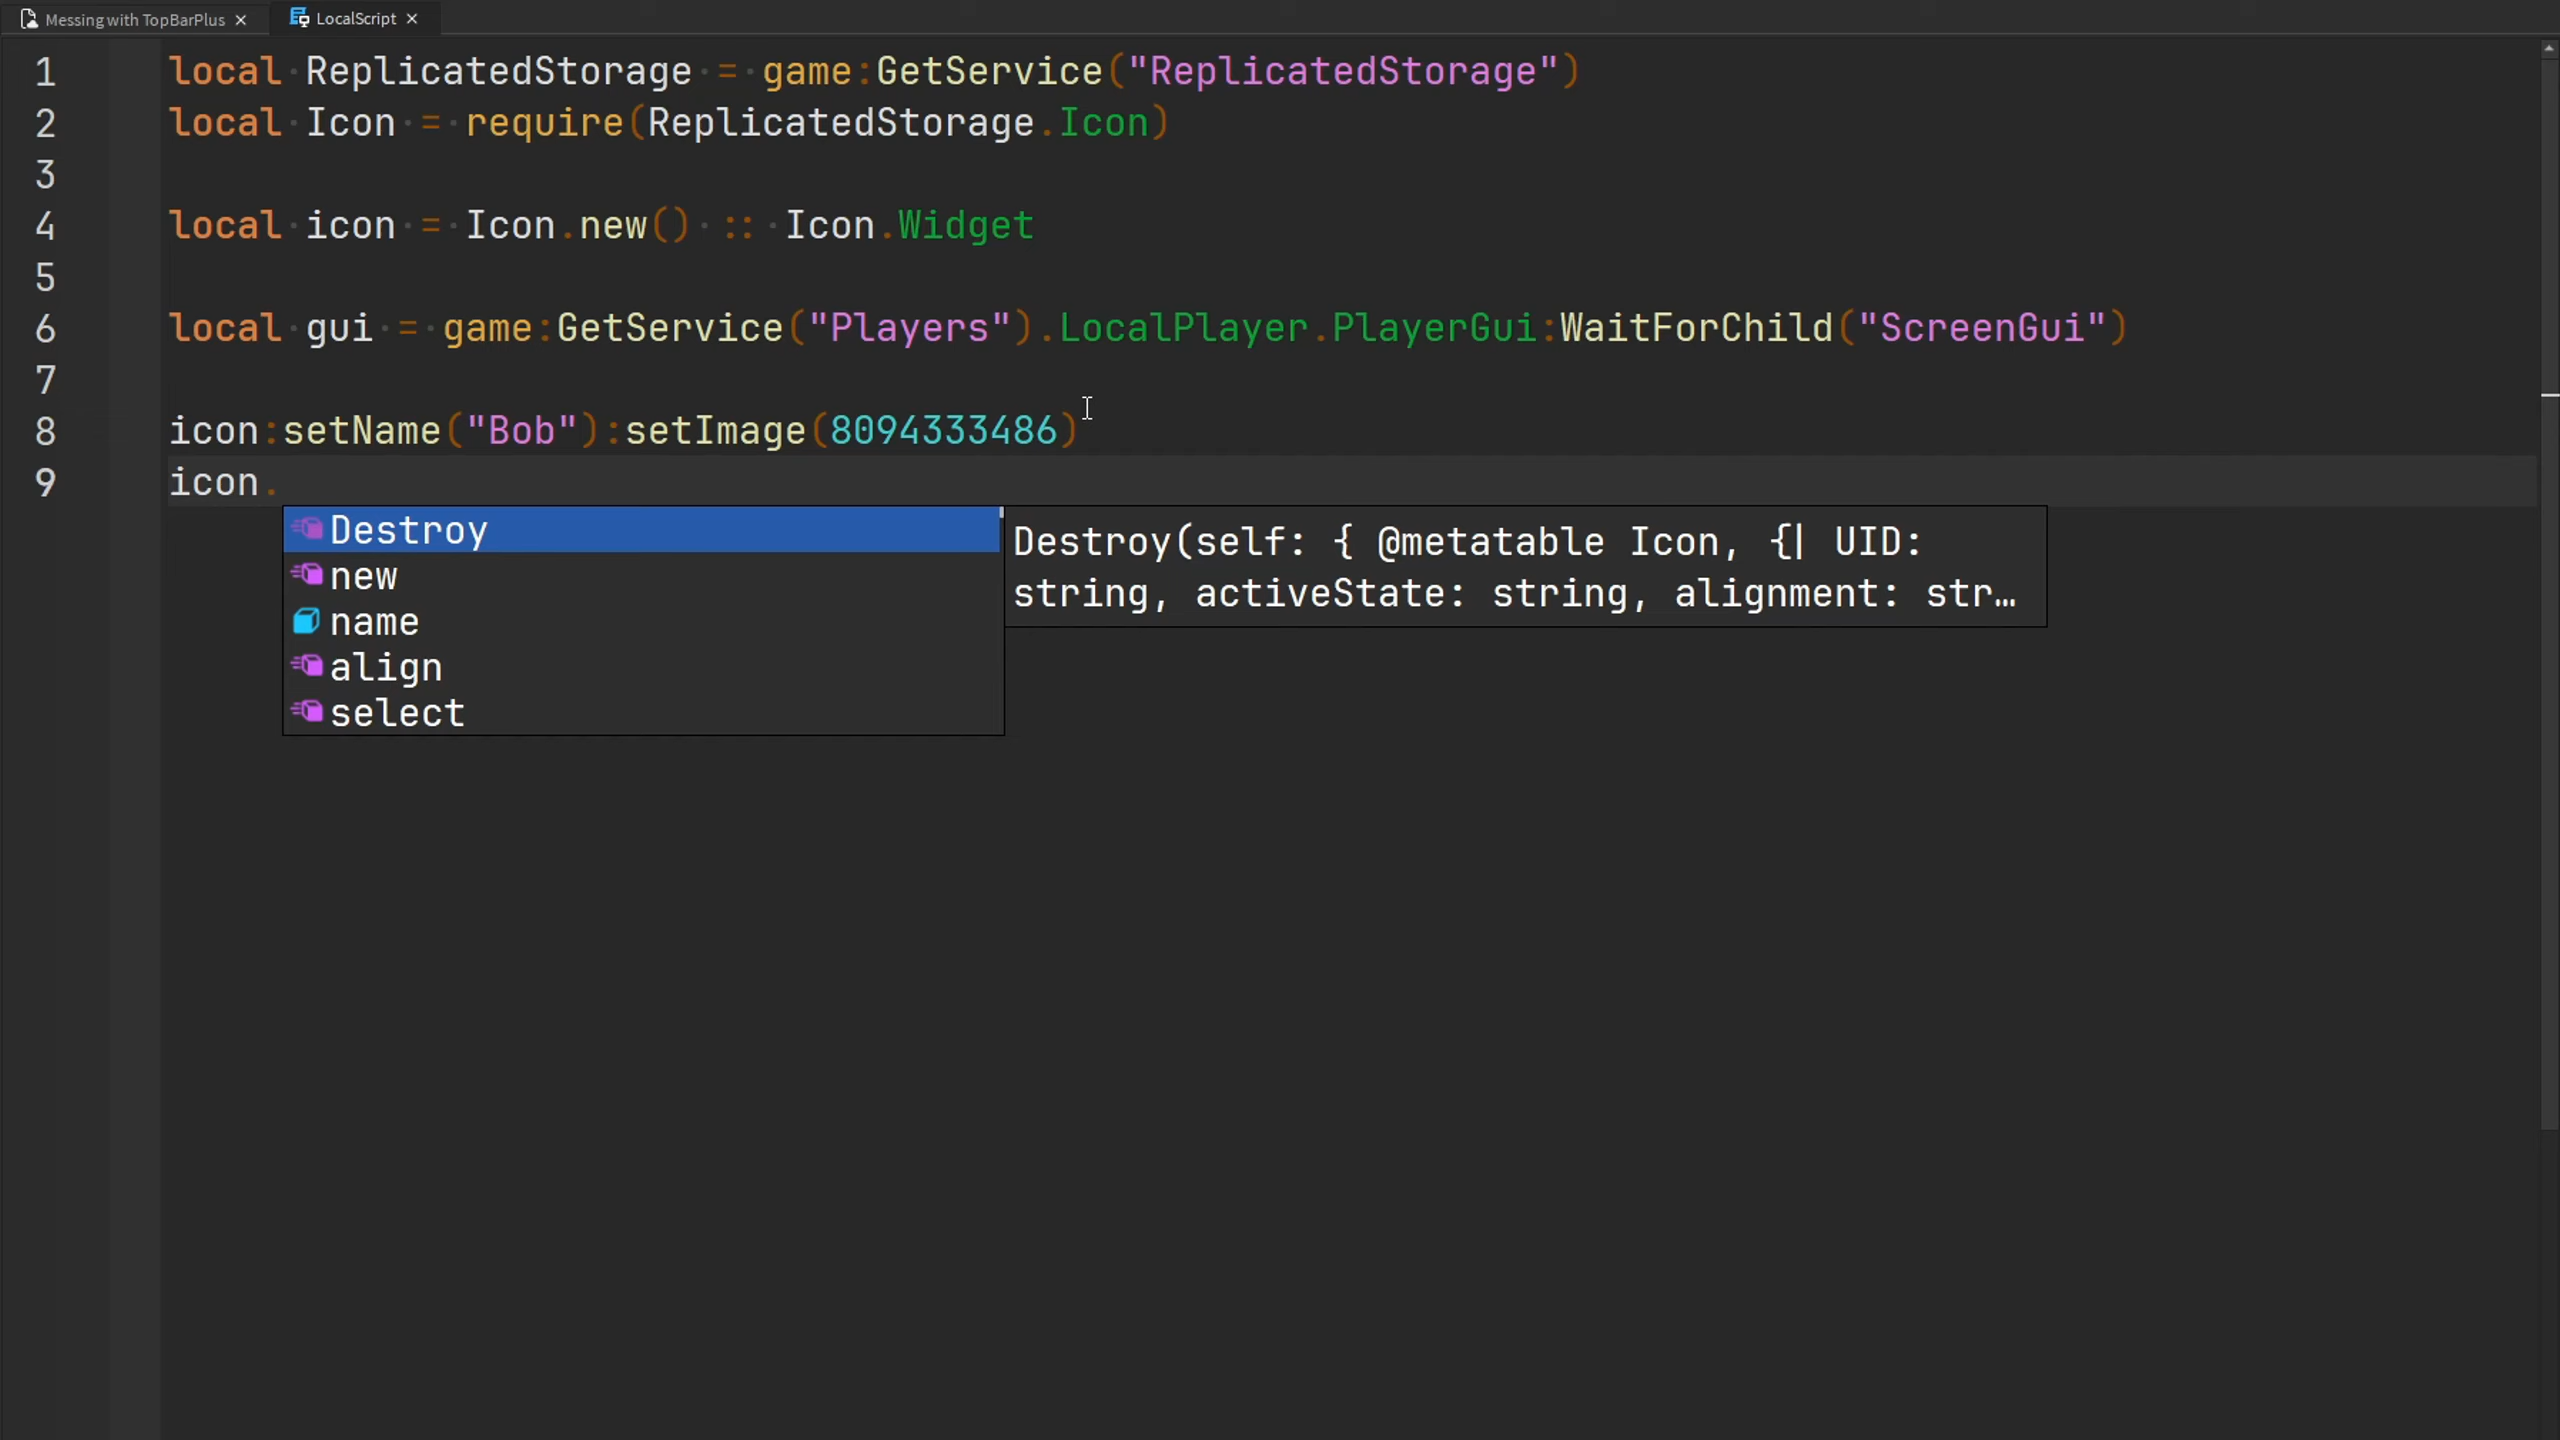 Messing with TopBarPlus × LocalScript ×
1 local ReplicatedStorage = game:GetService("ReplicatedStorage")
2 local Icon = require(ReplicatedStorage.Icon)
3
4 local icon = Icon.new() :: Icon.Widget
5
6 local gui = game:GetService("Players").LocalPlayer.PlayerGui:WaitForChild("ScreenGui")
7
8 icon:setName("Bob"):setImage(8094333486)
9 icon.
Destroy
new
name
align
select
Destroy(self: { @metatable Icon, {| UID:
string, activeState: string, alignment: str…